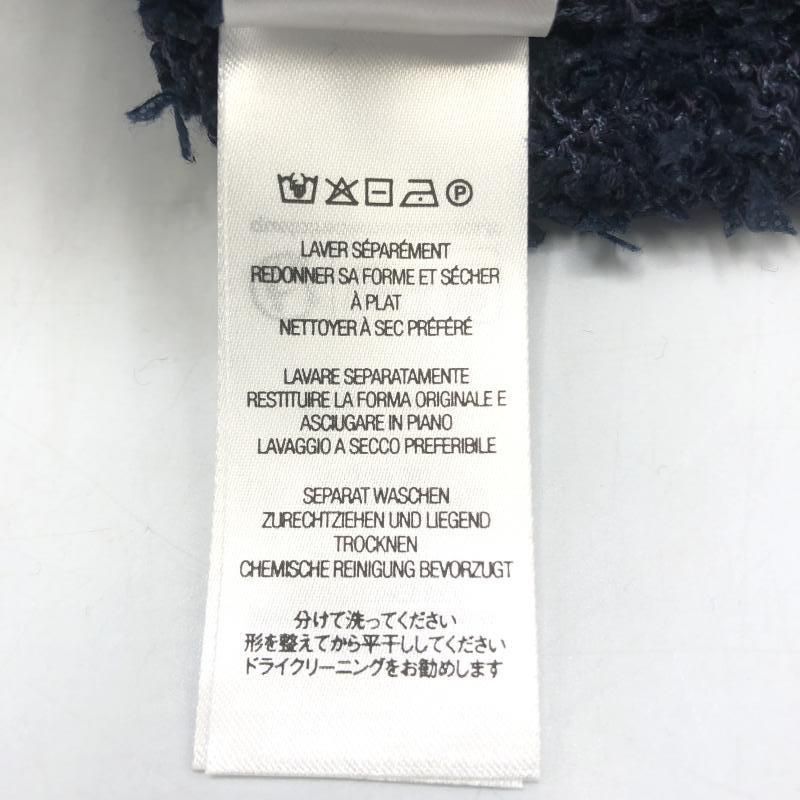 P
LAVER SÉPARÉMENT
REDONNER SA FORME ET SÉCHER
À PLAT
NETTOYER À SEC PRÉFÉRÉ
LAVARE SEPARATAMENTE
RESTITUIRE LA FORMA ORIGINALE E
ASCIUGARE IN PIANO
LAVAGGIO A SECCO PREFERIBILE
SEPARAT WASCHEN
ZURECHTZIEHEN UND LIEGEND
TROCKNEN
CHEMISCHE REINIGUNG BEVORZUGT
分けて洗ってください
形を整えてから平干ししてください
ドライクリーニングをお勧めします